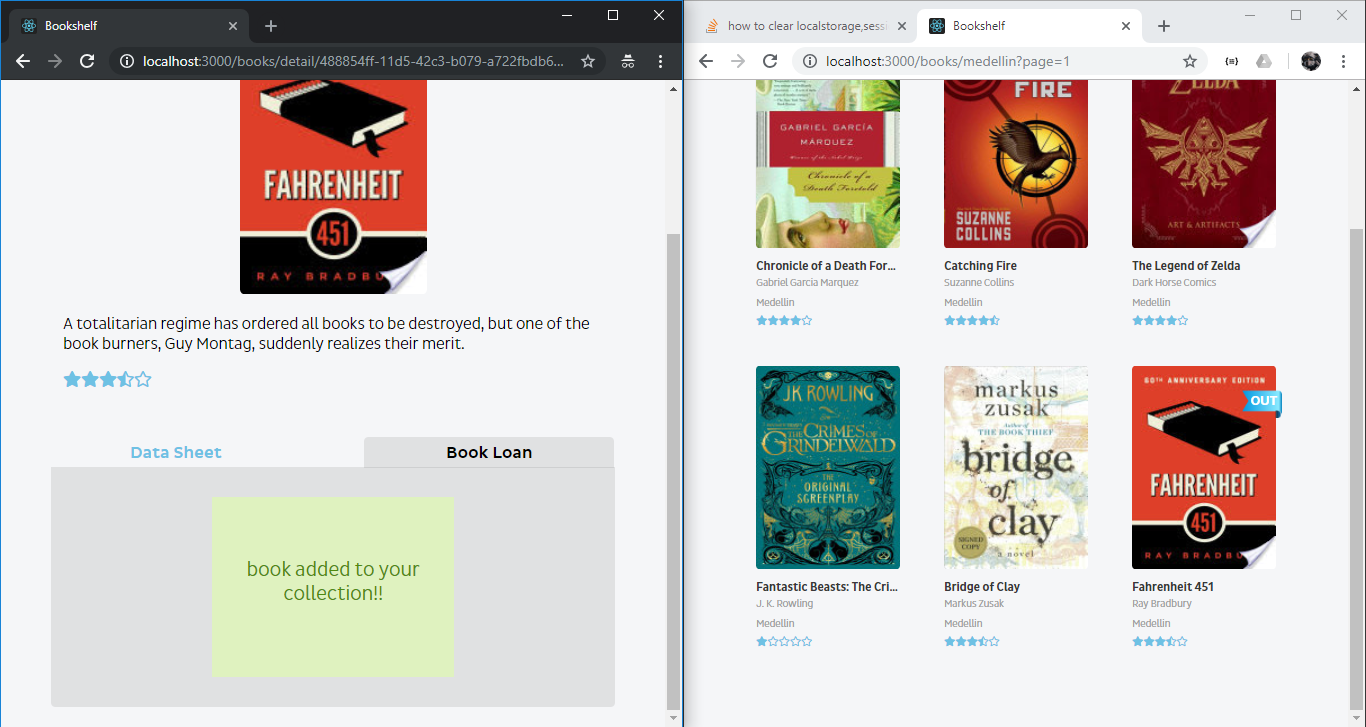 Bookshelf
localhost:3000/books/detail/488854ff-11d5-42c3-b079-a722fbdb6...
FAHRENHEIT
451
RAY BRADBU
A totalitarian regime has ordered all books to be destroyed, but one of the
book burners, Guy Montag, suddenly realizes their merit.
Data Sheet
Book Loan
book added to your
collection!!
how to clear localstorage,sess
Bookshelf
localhost:3000/books/medellin?page=1
GABRIEL GARCÍA
MÁRQUEZ
Winner of the Nobel Prize
Chronicle of a
Death Foretold
FIRE
SUZANNE
COLLINS
ZELDA
ART & ARTIFACTS
Chronicle of a Death For...
Gabriel Garcia Marquez
Medellin
Catching Fire
Suzanne Collins
Medellin
The Legend of Zelda
Dark Horse Comics
Medellin
JK ROWLING
THE CRIMES OF
GRINDELWALD
THE
ORIGINAL
SCREENPLAY
markus
zusak
Author of
THE BOOK THIEF
bridge
of
clay
SIGNED
COPY
a novel
60TH ANNIVERSARY EDITION
OUT
FAHRENHEIT
451
RAY BRADBU
Fantastic Beasts: The Cri...
J. K. Rowling
Medellin
Bridge of Clay
Markus Zusak
Medellin
Fahrenheit 451
Ray Bradbury
Medellin